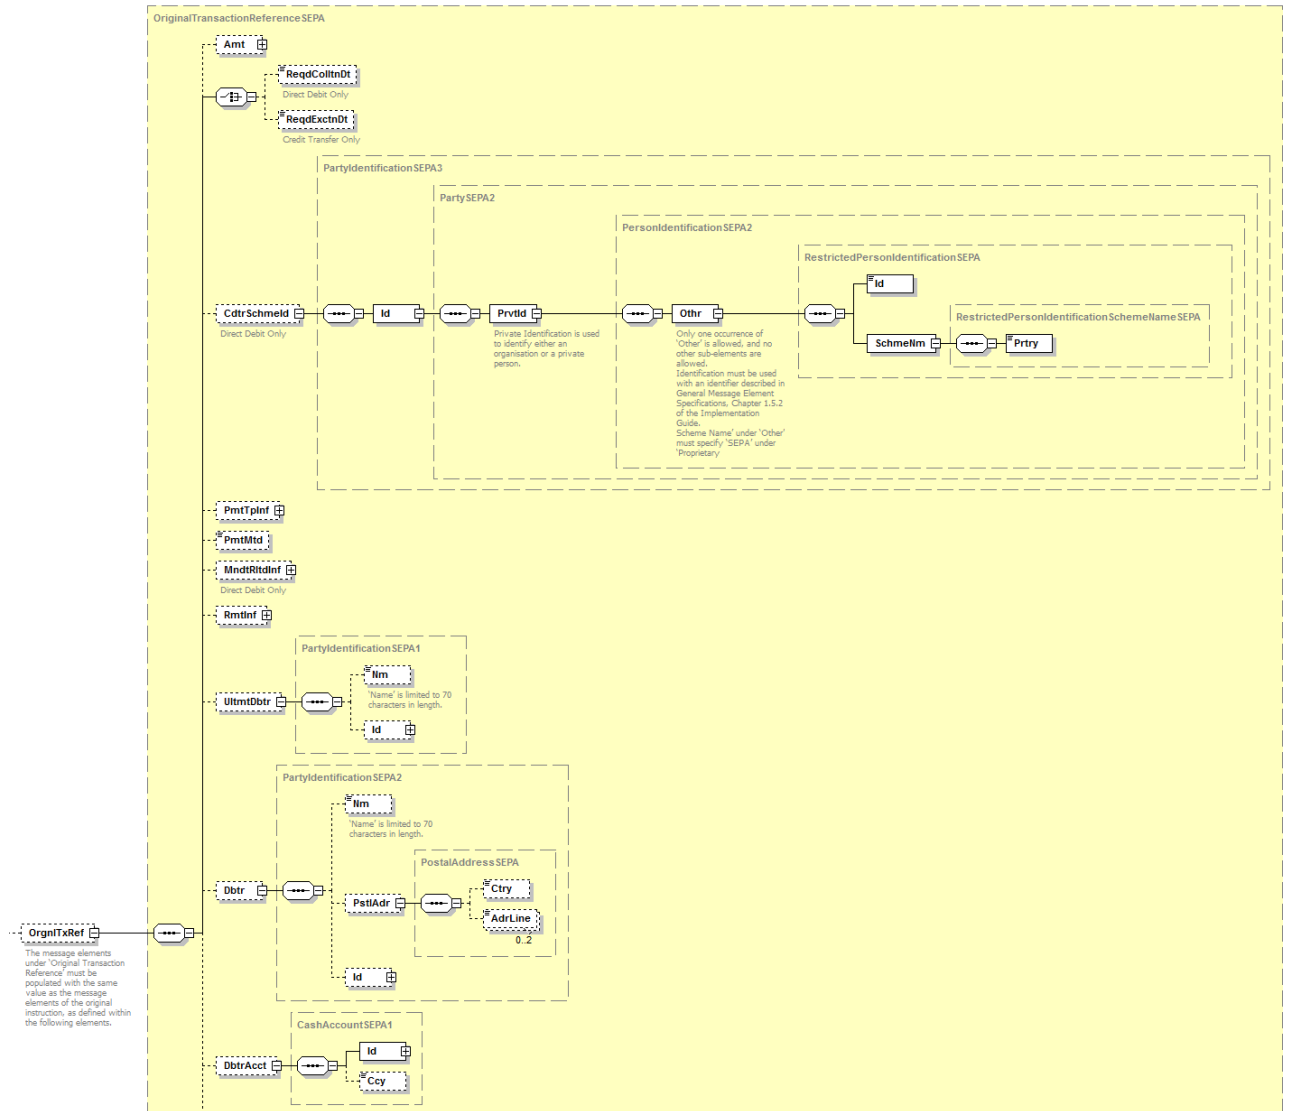 OriginalTransactionReferenceSEPA
Amt
ReqdColltnDt
Direct Debit Only
ReqdExctnDt
Credit Transfer Only
PartyIdentificationSEPA3
PartySEPA2
PersonIdentificationSEPA2
RestrictedPersonIdentificationSEPA
Id
RestrictedPersonIdentificationSchemeNameSEPA
CdtrSchmeId
Direct Debit Only
Id
PrvtId
Private Identification is used
to identify either an
organisation or a private
person.
Othr
Only one occurrence of
'Other' is allowed, and no
other sub-elements are
allowed.
Identification must be used
with an identifier described in
General Message Element
Specifications, Chapter 1.5.2
of the Implementation
Guide.
Scheme Name' under 'Other'
must specify 'SEPA' under
'Proprietary
SchmeNm
Prtry
PmtTpInf
PmtMtd
MndtRltdInf
Direct Debit Only
RmtInf
PartyIdentificationSEPA1
UltmtDbtr
Nm
'Name' is limited to 70
characters in length.
Id
PartyIdentificationSEPA2
Nm
'Name' is limited to 70
characters in length.
PostalAddressSEPA
Dbtr
PstlAdr
Ctry
AdrLine
0..2
Id
OrgnlTxRef
The message elements
under 'Original Transaction
Reference' must be
populated with the same
value as the message
elements of the original
instruction, as defined within
the following elements.
CashAccountSEPA1
DbtrAcct
Id
Ccy